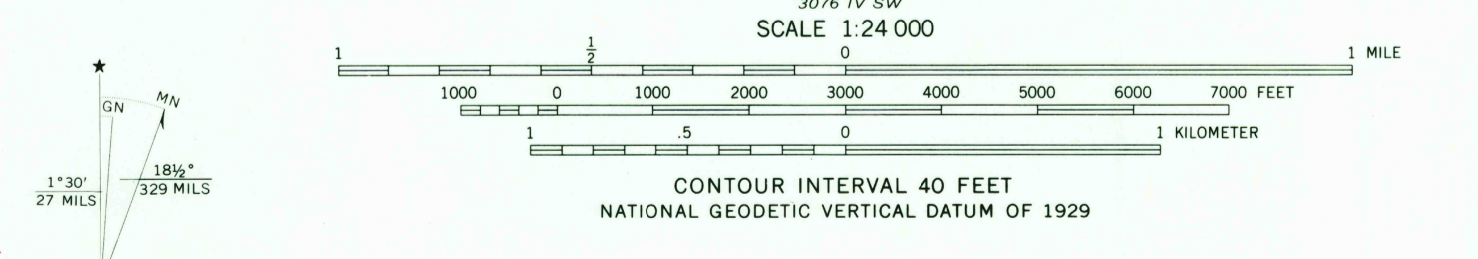 3076 IV SW
SCALE 1:24 000
1 1/2 0 1 MILE
1000 0 1000 2000 3000 4000 5000 6000 7000 FEET
1 .5 0 1 KILOMETER
CONTOUR INTERVAL 40 FEET
NATIONAL GEODETIC VERTICAL DATUM OF 1929
★
GN
MN
1°30'
27 MILS
18½°
329 MILS